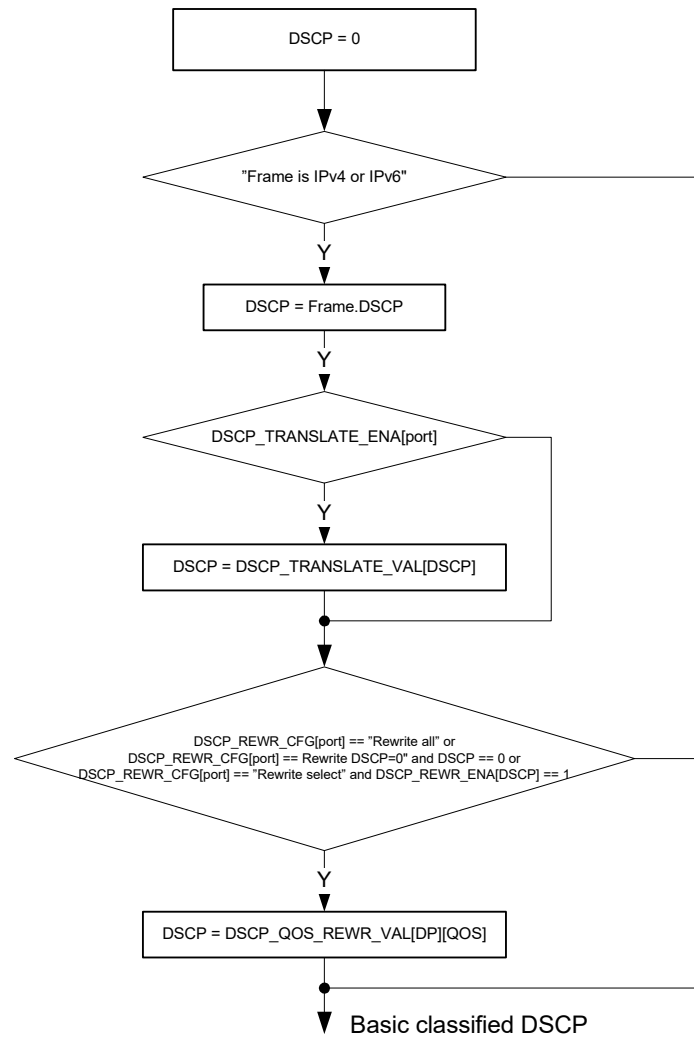 DSCP = 0
”Frame is IPv4 or IPv6"
Y
DSCP = Frame.DSCP
Y
DSCP_TRANSLATE_ENA[port]
Y
DSCP = DSCP_TRANSLATE_VAL[DSCP]
DSCP_REWR_CFG[port] == ”Rewrite all” or
DSCP_REWR_CFG[port] == Rewrite DSCP=0" and DSCP == 0 or
DSCP_REWR_CFG[port] == ”Rewrite select” and DSCP_REWR_ENA[DSCP] == 1
Y
DSCP = DSCP_QOS_REWR_VAL[DP][QOS]
Basic classified DSCP